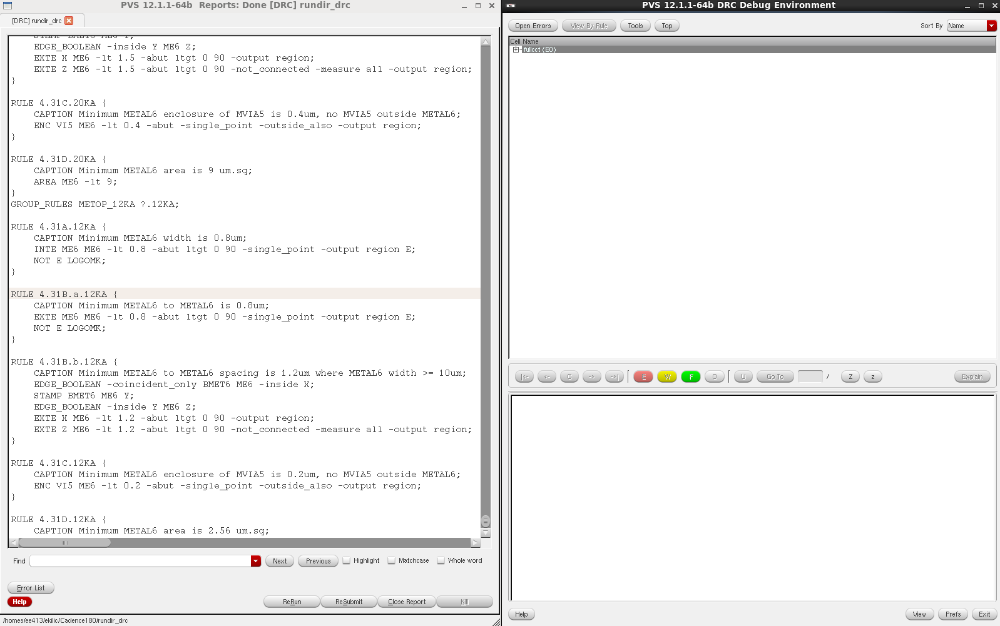 PVS 12.1.1-64b  Reports: Done [DRC] rundir_drc
[DRC] rundir_drc
EDGE_BOOLEAN -inside Y ME6 Z;
EXTE X ME6 -lt 1.5 -abut ltgt 0 90 -output region;
EXTE Z ME6 -lt 1.5 -abut ltgt 0 90 -not_connected -measure all -output region;
}
RULE 4.31C.20KA {
CAPTION Minimum METAL6 enclosure of MVIA5 is 0.4um, no MVIA5 outside METAL6;
ENC VI5 ME6 -lt 0.4 -abut -single_point -outside_also -output region;
}
RULE 4.31D.20KA {
CAPTION Minimum METAL6 area is 9 um.sq;
AREA ME6 -lt 9;
}
GROUP_RULES METOP_12KA ?.12KA;
RULE 4.31A.12KA {
CAPTION Minimum METAL6 width is 0.8um;
INTE ME6 ME6 -lt 0.8 -abut ltgt 0 90 -single_point -output region E;
NOT E LOGOMK;
}
RULE 4.31B.a.12KA {
CAPTION Minimum METAL6 to METAL6 is 0.8um;
EXTE ME6 ME6 -lt 0.8 -abut ltgt 0 90 -single_point -output region E;
NOT E LOGOMK;
}
RULE 4.31B.b.12KA {
CAPTION Minimum METAL6 to METAL6 spacing is 1.2um where METAL6 width >= 10um;
EDGE_BOOLEAN -coincident_only BMET6 ME6 -inside X;
STAMP BMET6 ME6 Y;
EDGE_BOOLEAN -inside Y ME6 Z;
EXTE X ME6 -lt 1.2 -abut ltgt 0 90 -output region;
EXTE Z ME6 -lt 1.2 -abut ltgt 0 90 -not_connected -measure all -output region;
}
RULE 4.31C.12KA {
CAPTION Minimum METAL6 enclosure of MVIA5 is 0.2um, no MVIA5 outside METAL6;
ENC VI5 ME6 -lt 0.2 -abut -single_point -outside_also -output region;
}
RULE 4.31D.12KA {
CAPTION Minimum METAL6 area is 2.56 um.sq;
Find Next Previous Highlight Matchcase Whole word
Error List
Help ReRun ReSubmit Close Report Kill
/homes/ee413/ekilic/Cadence180/rundir_drc
PVS 12.1.1-64b DRC Debug Environment
Open Errors View By Rule Tools Top Sort By Name
Cell Name
fullcct (E0)
|<- <- C -> ->| E W F O U Go To / Z z Explain
Help View Prefs Exit